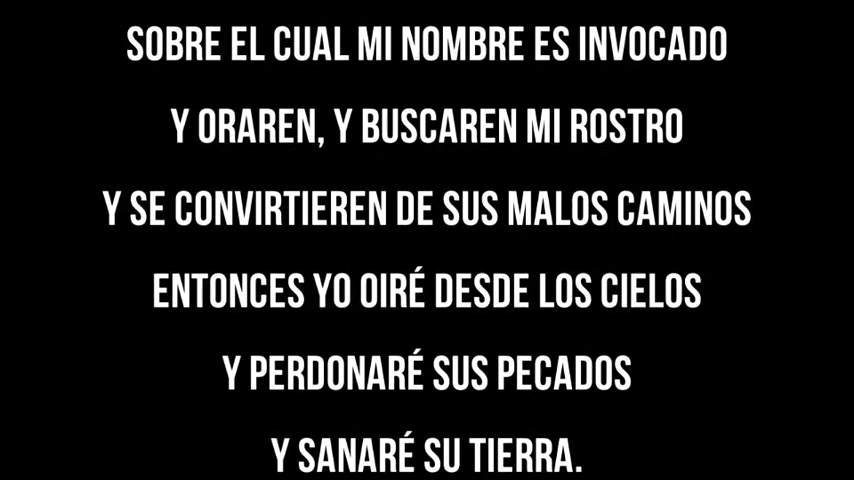 SOBRE EL CUAL MI NOMBRE ES INVOCADO
Y ORAREN, Y BUSCAREN MI ROSTRO
Y SE CONVIRTIEREN DE SUS MALOS CAMINOS
ENTONCES YO OIRÉ DESDE LOS CIELOS
Y PERDONARÉ SUS PECADOS
Y SANARÉ SU TIERRA.